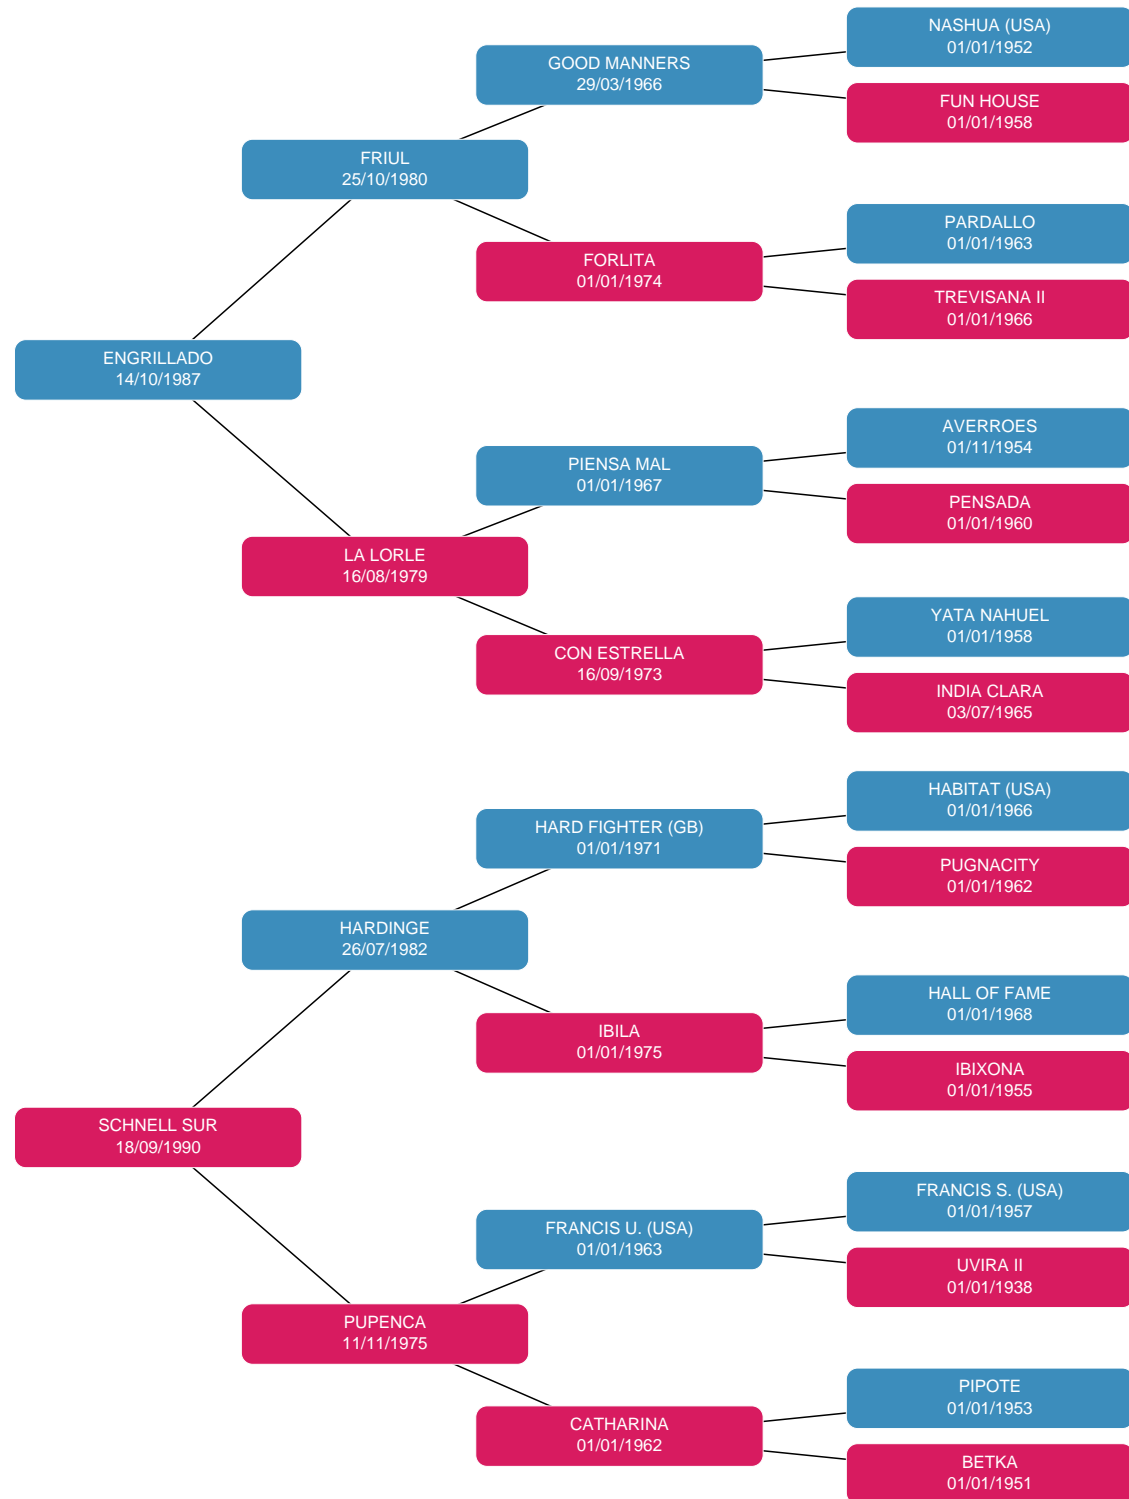 NASHUA (USA)
01/01/1952
GOOD MANNERS
29/03/1966
FUN HOUSE
01/01/1958
FRIUL
25/10/1980
PARDALLO
01/01/1963
FORLITA
01/01/1974
TREVISANA II
01/01/1966
ENGRILLADO
14/10/1987
AVERROES
01/11/1954
PIENSA MAL
01/01/1967
PENSADA
01/01/1960
LA LORLE
16/08/1979
YATA NAHUEL
01/01/1958
CON ESTRELLA
16/09/1973
INDIA CLARA
03/07/1965
HABITAT (USA)
01/01/1966
HARD FIGHTER (GB)
01/01/1971
PUGNACITY
01/01/1962
HARDINGE
26/07/1982
HALL OF FAME
01/01/1968
IBILA
01/01/1975
IBIXONA
01/01/1955
SCHNELL SUR
18/09/1990
FRANCIS S. (USA)
01/01/1957
FRANCIS U. (USA)
01/01/1963
UVIRA II
01/01/1938
PUPENCA
11/11/1975
PIPOTE
01/01/1953
CATHARINA
01/01/1962
BETKA
01/01/1951